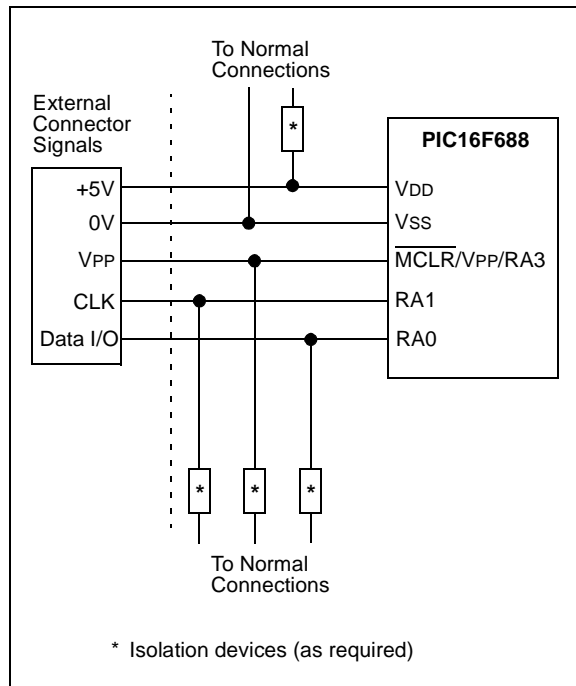 To Normal
Connections
External
Connector
Signals
*
PIC16F688
+5V
VDD
0V
VSS
VPP
MCLR/VPP/RA3
CLK
RA1
Data I/O
RA0
*
*
*
To Normal
Connections
* Isolation devices (as required)